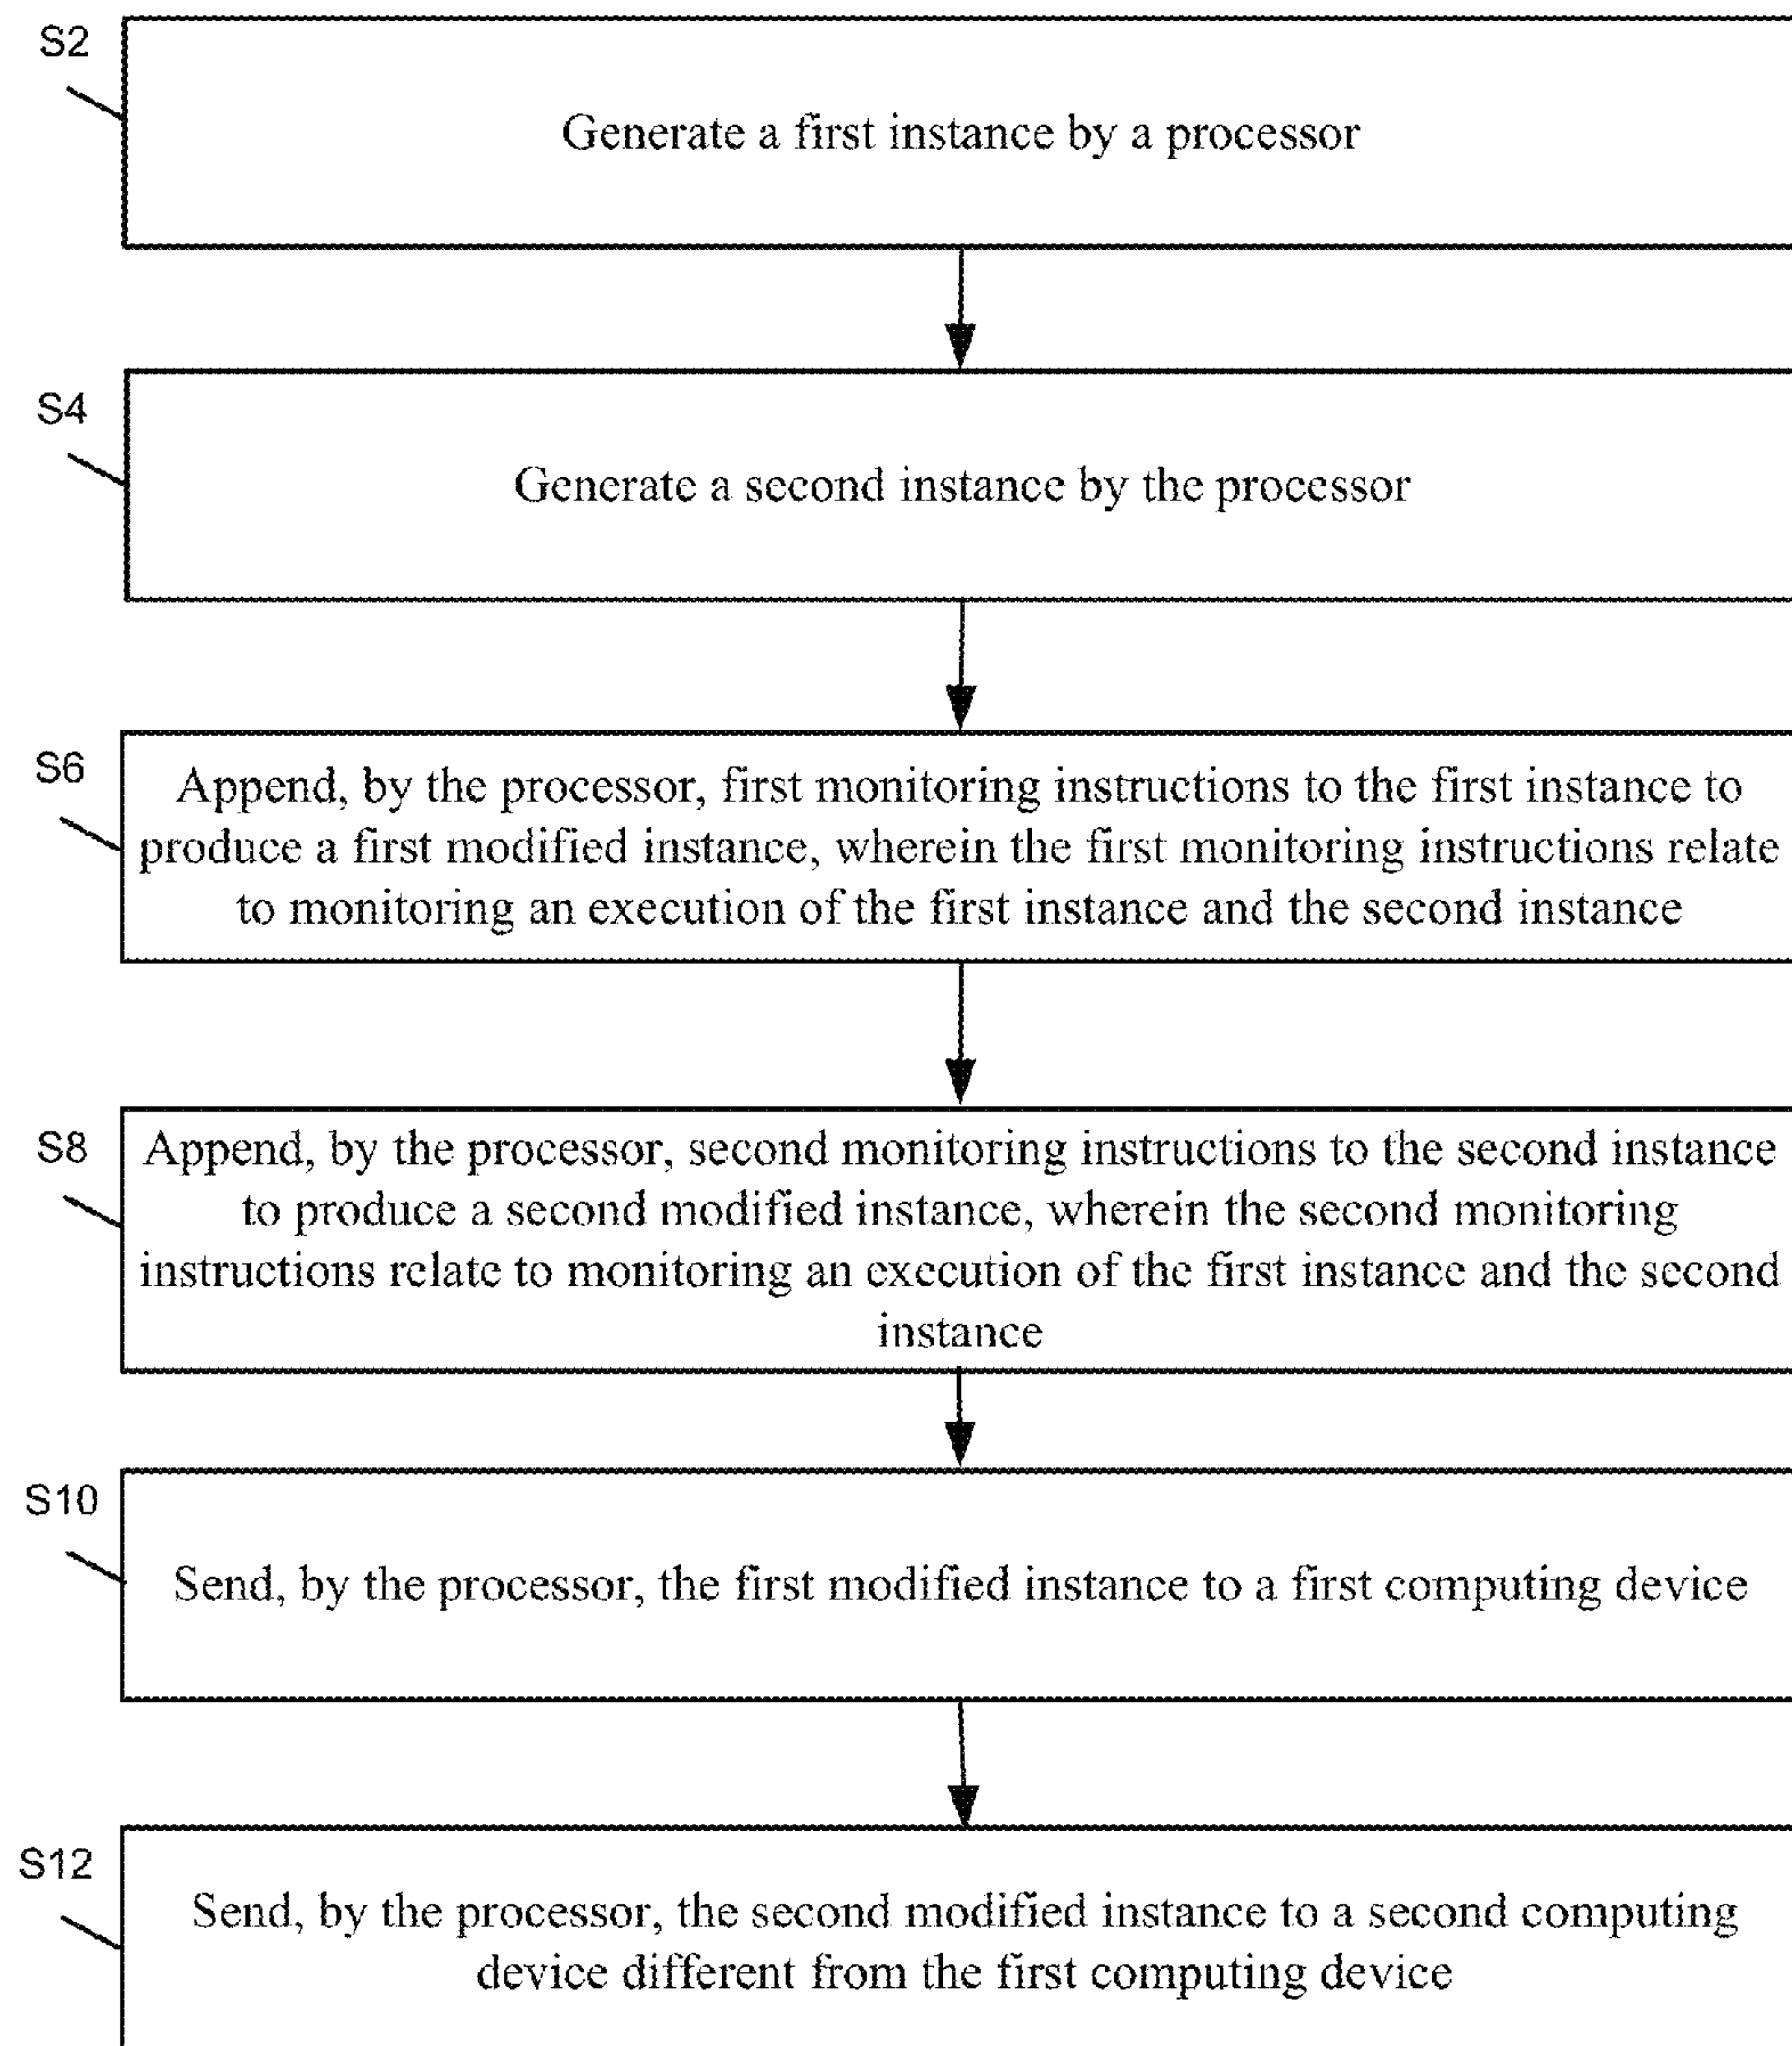 S2
Generate a first instance by a processor
S4
Generate a second instance by the processor
S6
Append, by the processor, first monitoring instructions to the first instance to
produce a first modified instance, wherein the first monitoring instructions relate
to monitoring an execution of the first instance and the second instance
S8
Append, by the processor, second monitoring instructions to the second instance
to produce a second modified instance, wherein the second monitoring
instructions relate to monitoring an execution of the first instance and the second
instance
S10
Send, by the processor, the first modified instance to a first computing device
S12
Send, by the processor, the second modified instance to a second computing
device different from the first computing device